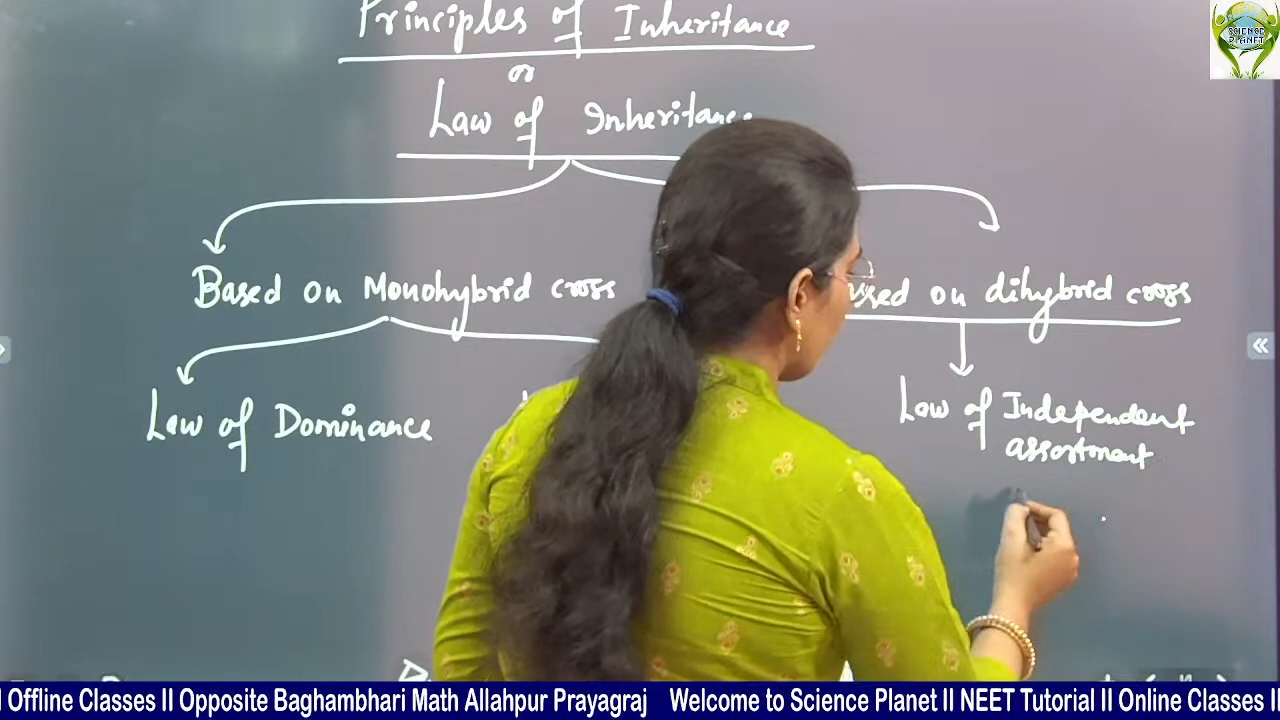 Principles of Inheritance
or
Law of Inheritance
Based on Monohybrid cross
on dihybrid cross
Law of Dominance
Law of Independent
assortment
SCIENCE
PLANET
Offline Classes II Opposite Baghambhari Math Allahpur Prayagraj Welcome to Science Planet II NEET Tutorial II Online Classes II